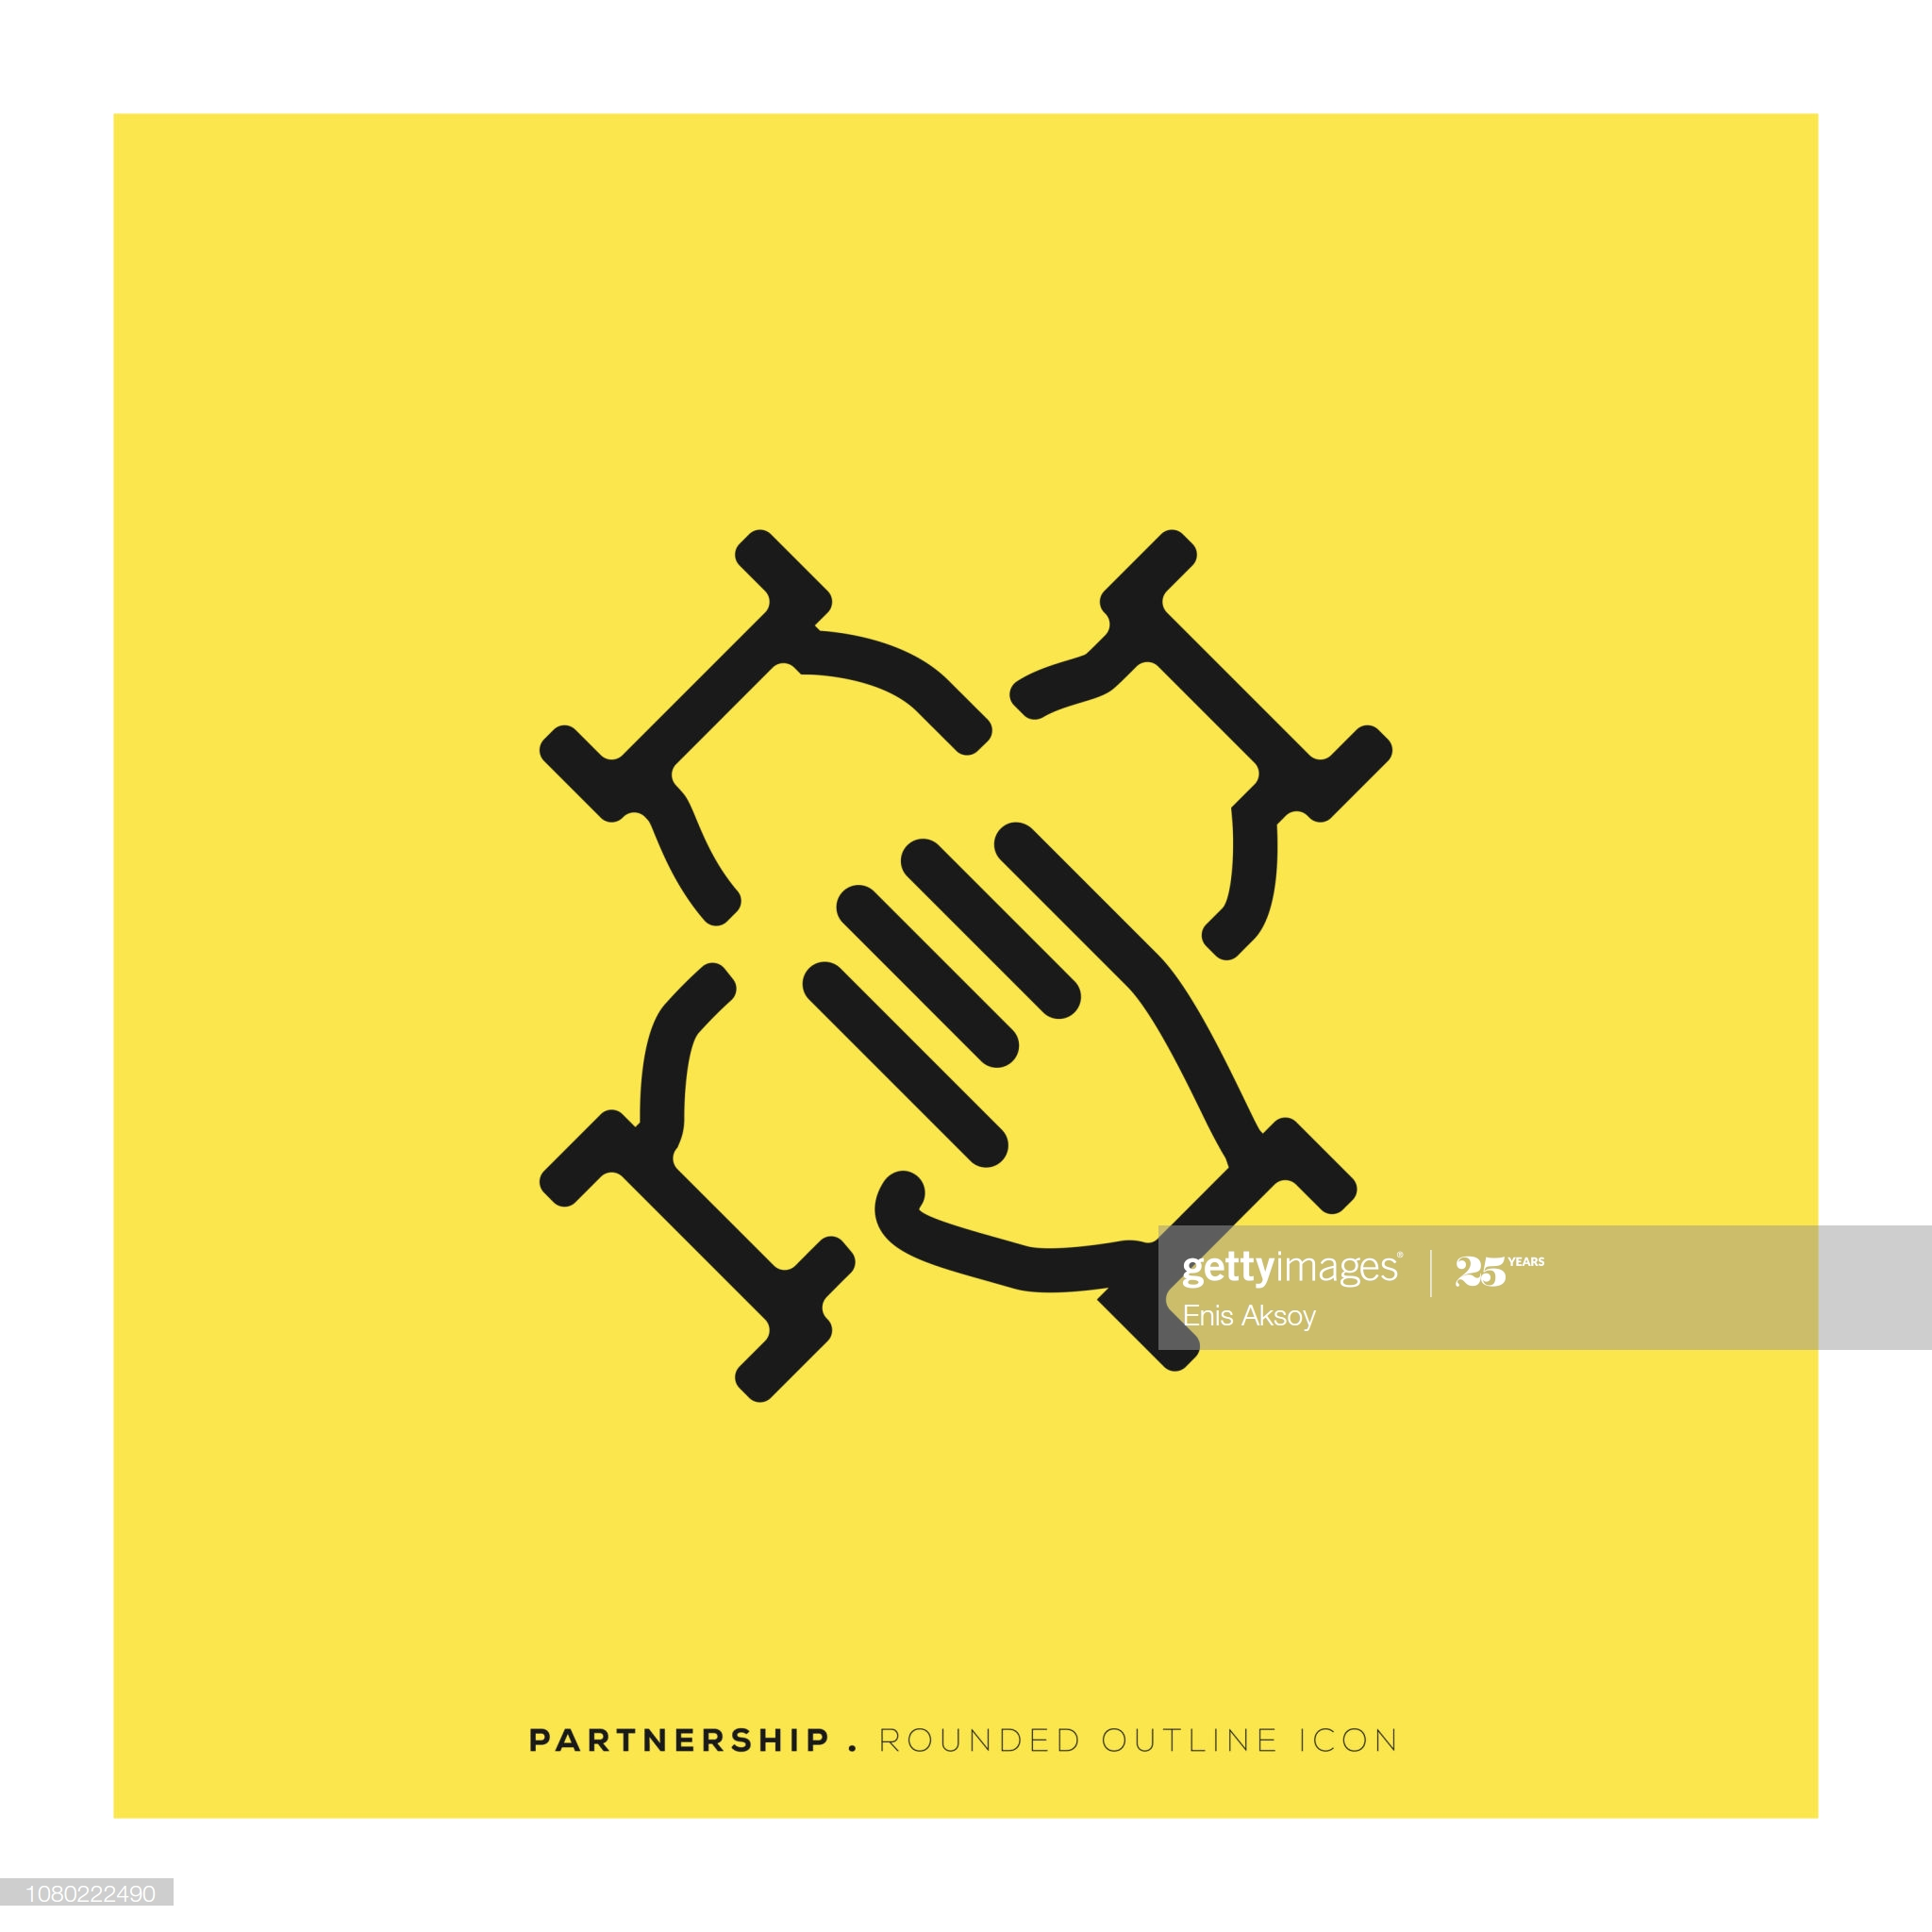 gettyimages®
25 YEARS
Enis Aksoy
PARTNERSHIP. ROUNDED OUTLINE ICON
1080222490